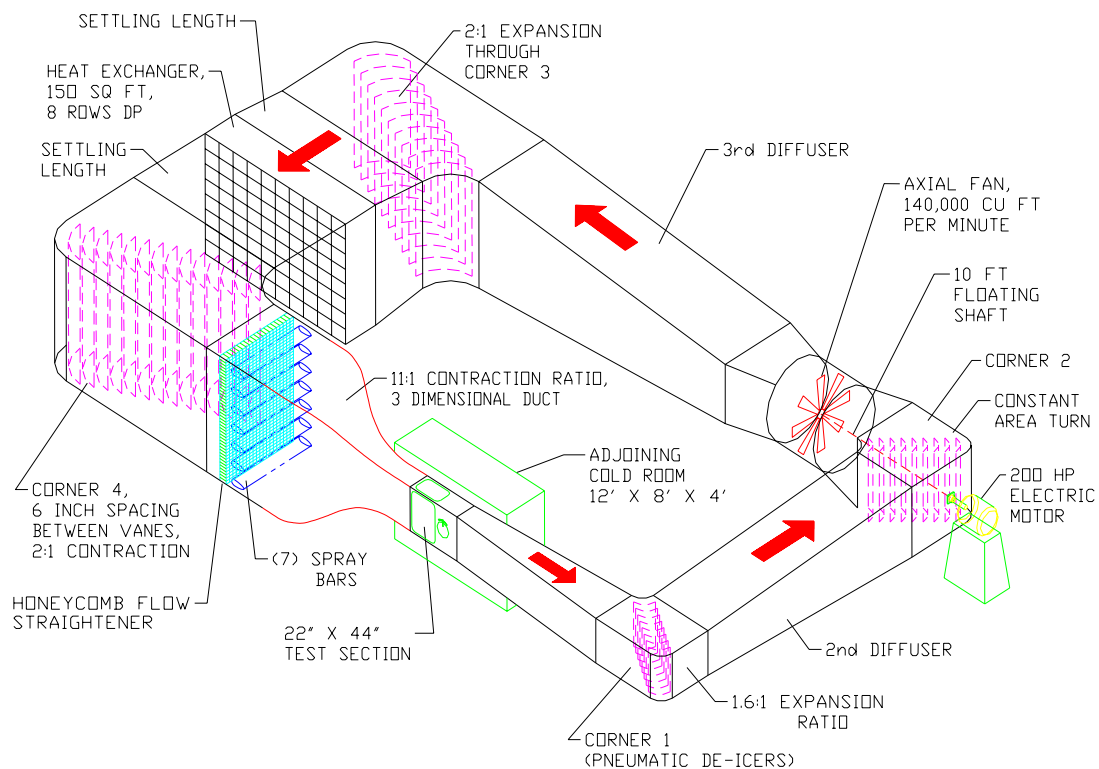 SETTLING LENGTH
2:1 EXPANSION
THROUGH
CORNER 3
HEAT EXCHANGER,
150 SQ FT,
8 ROWS DP
SETTLING
LENGTH
3rd DIFFUSER
AXIAL FAN,
140,000 CU FT
PER MINUTE
10 FT
FLOATING
SHAFT
CORNER 2
CONSTANT
AREA TURN
11:1 CONTRACTION RATIO,
3 DIMENSIONAL DUCT
ADJOINING
COLD ROOM
12' X 8' X 4'
200 HP
ELECTRIC
MOTOR
CORNER 4,
6 INCH SPACING
BETWEEN VANES,
2:1 CONTRACTION
(7) SPRAY
BARS
HONEYCOMB FLOW
STRAIGHTENER
22" X 44"
TEST SECTION
2nd DIFFUSER
1.6:1 EXPANSION
RATIO
CORNER 1
(PNEUMATIC DE-ICERS)